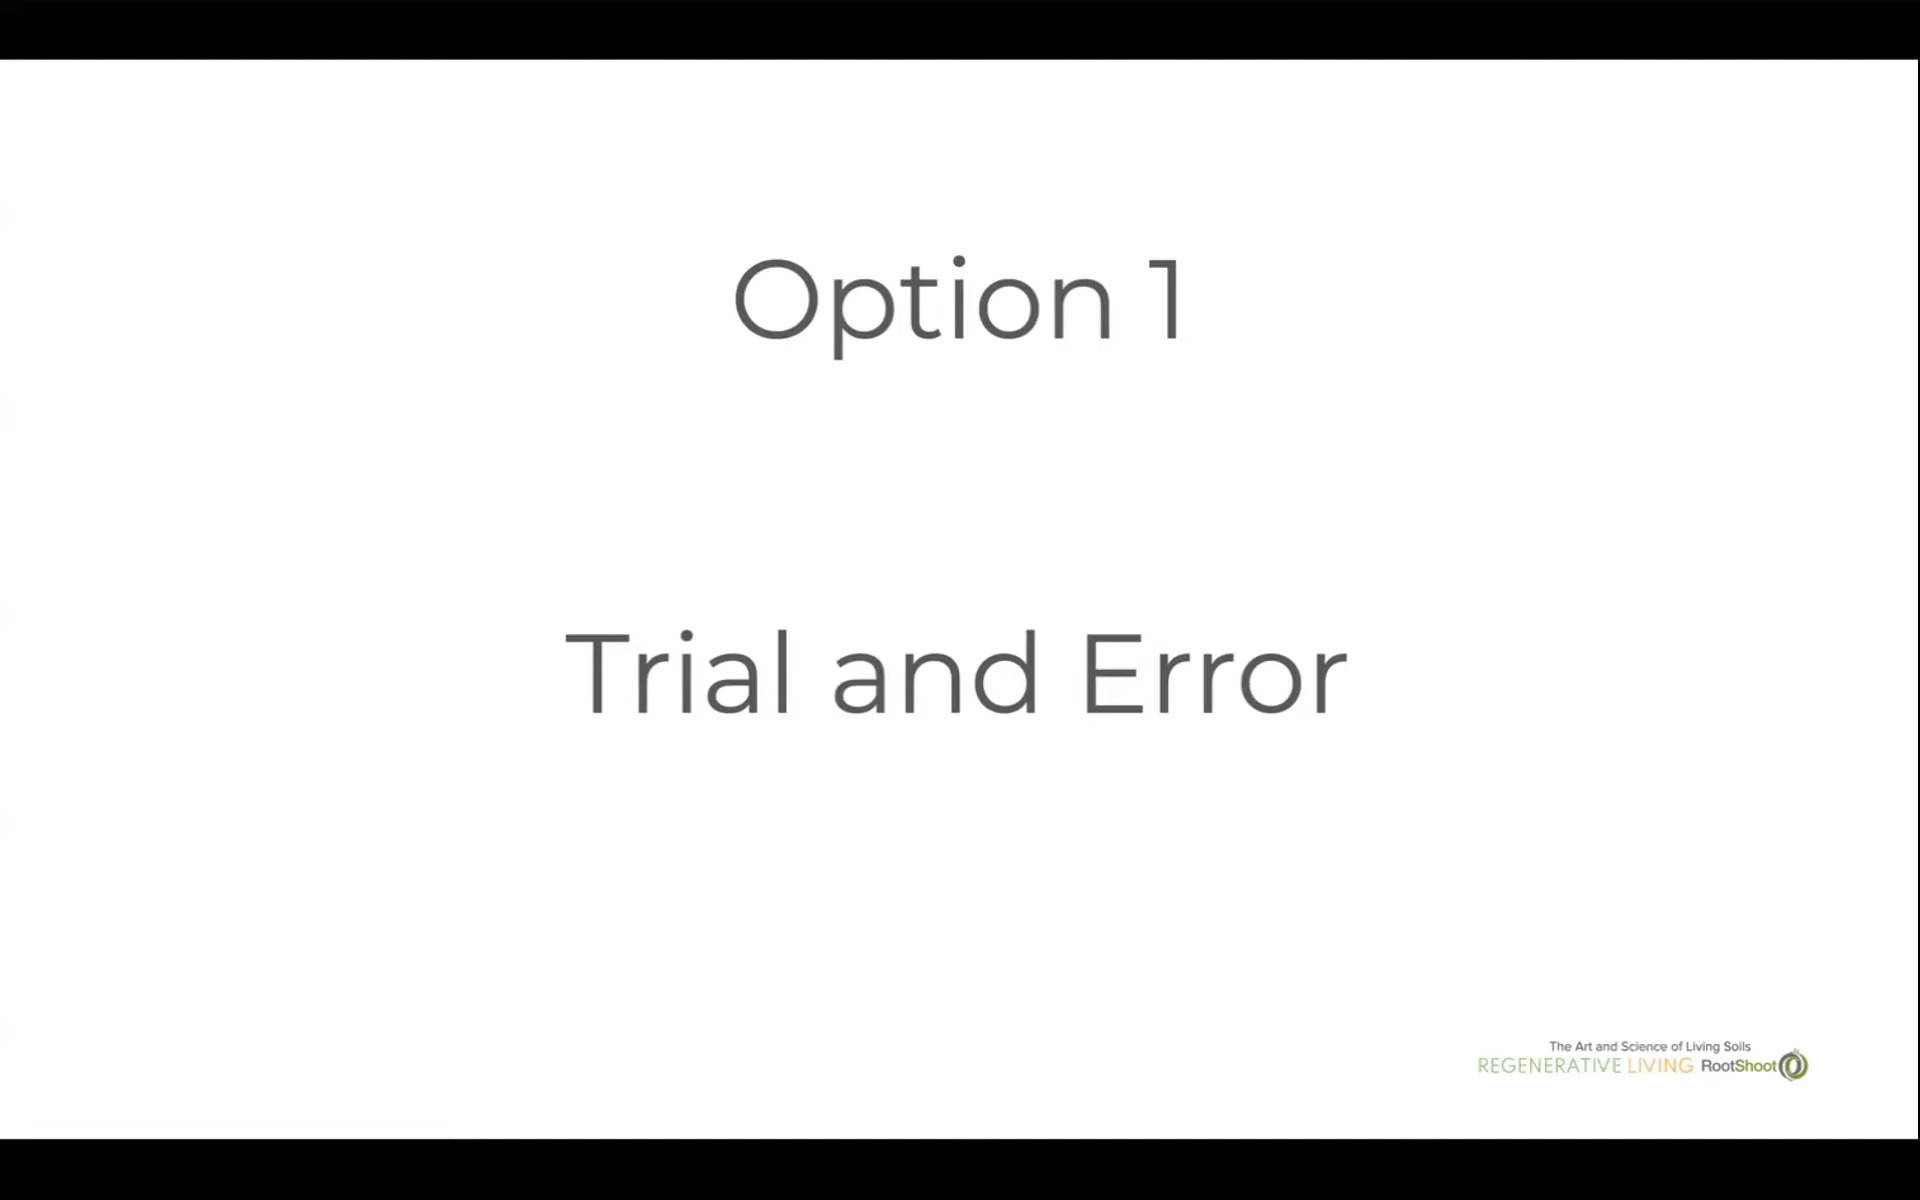 Option 1
Trial and Error
The Art and Science of Living Soils
REGENERATIVE LIVING RootShoot